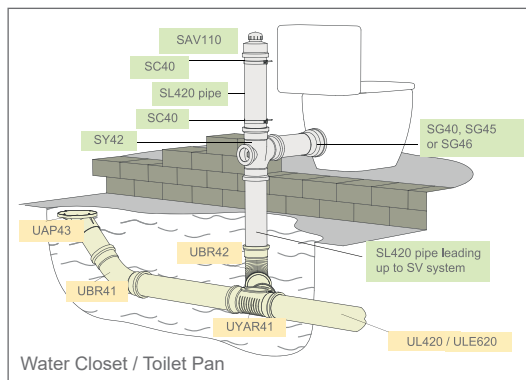 SAV110
SC40
SL420 pipe
SC40
SY42
SG40, SG45
or SG46
UAP43
UBR42
SL420 pipe leading
up to SV system
UBR41
UYAR41
UL420 / ULE620
Water Closet / Toilet Pan